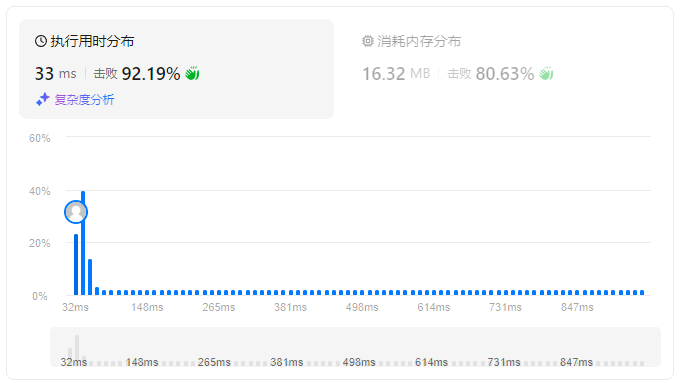 执行用时分布
33 ms 击败 92.19%
复杂度分析
消耗内存分布
16.32 MB 击败 80.63%
60%
40%
20%
0%
32ms 148ms 265ms 381ms 498ms 614ms 731ms 847ms
32ms 148ms 265ms 381ms 498ms 614ms 731ms 847ms